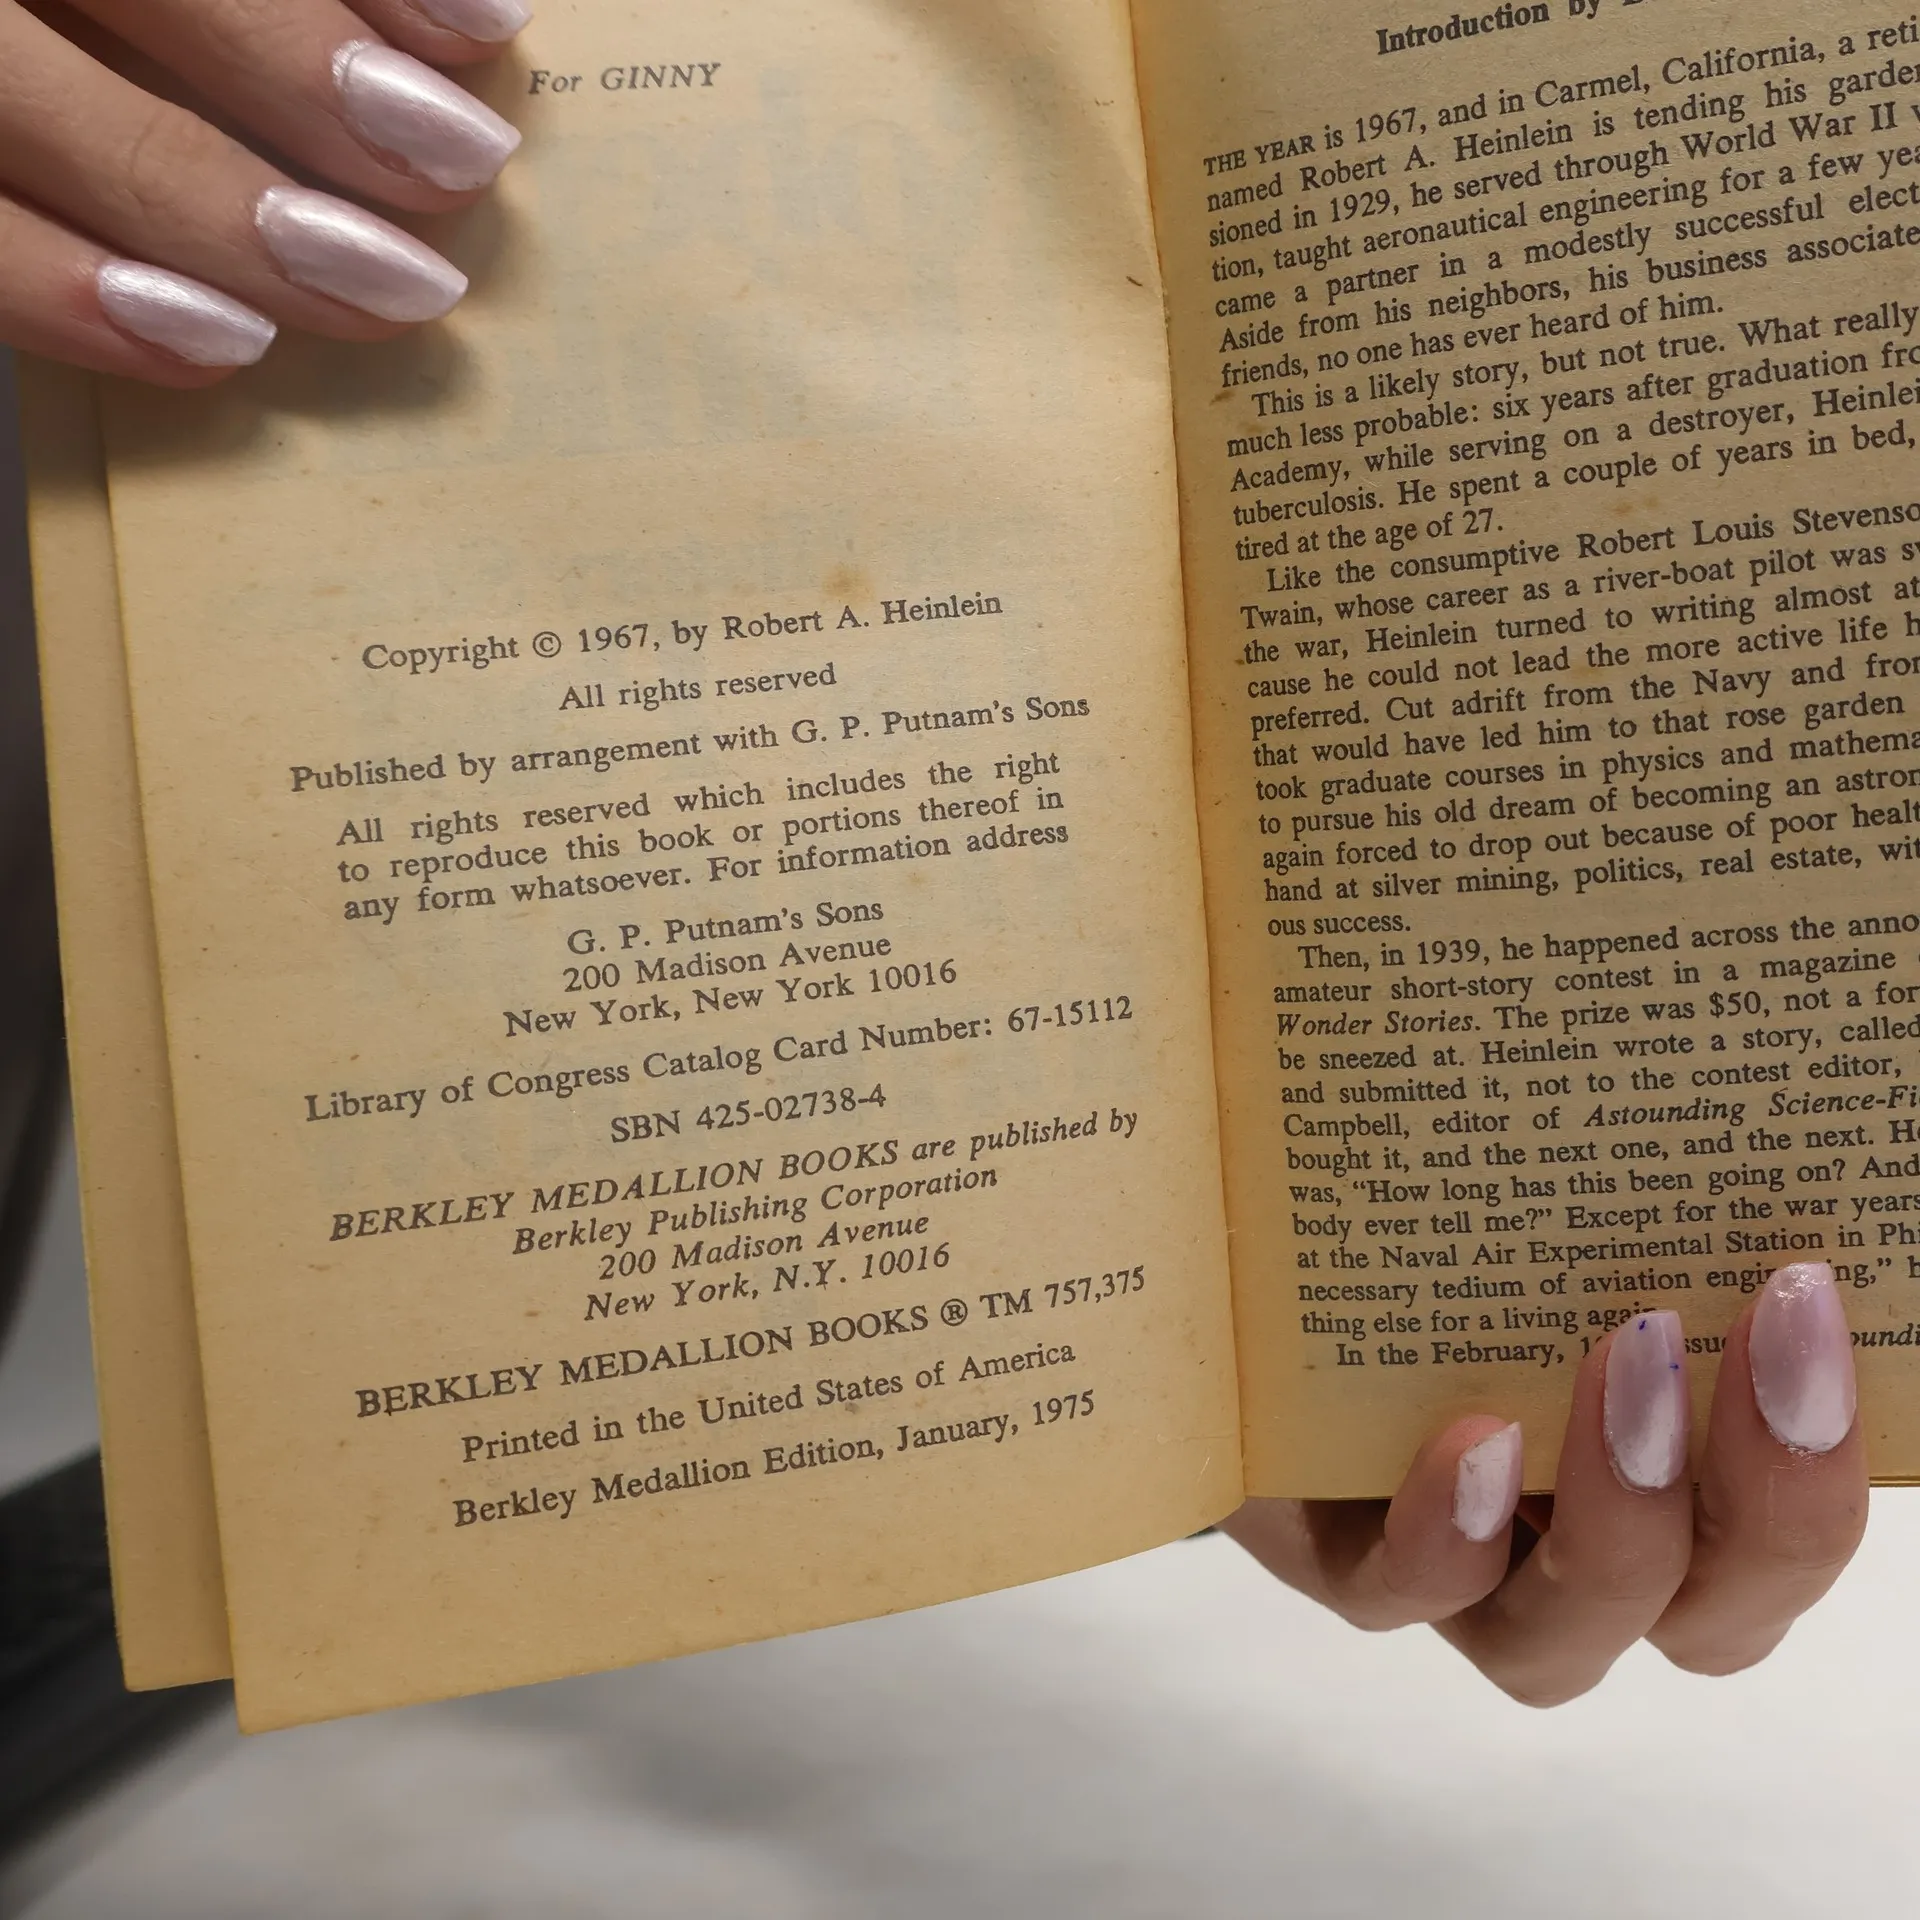 For GINNY
Copyright © 1967, by Robert A. Heinlein
All rights reserved
Published by arrangement with G. P. Putnam's Sons
All rights reserved which includes the right
to reproduce this book or portions thereof in
any form whatsoever. For information address
G. P. Putnam's Sons
200 Madison Avenue
New York, New York 10016
Library of Congress Catalog Card Number: 67-15112
SBN 425-02738-4
BERKLEY MEDALLION BOOKS are published by
Berkley Publishing Corporation
200 Madison Avenue
New York, N.Y. 10016
BERKLEY MEDALLION BOOKS ® TM 757,375
Printed in the United States of America
Berkley Medallion Edition, January, 1975
Introduction by
THE YEAR is 1967, and in Carmel, California, a reti
named Robert A. Heinlein is tending his garden
sioned in 1929, he served through World War II
tion, taught aeronautical engineering for a few yea
came a partner in a modestly successful elect
Aside from his neighbors, his business associate
friends, no one has ever heard of him.
This is a likely story, but not true. What really
much less probable: six years after graduation fro
Academy, while serving on a destroyer, Heinlei
tuberculosis. He spent a couple of years in bed,
tired at the age of 27.
Like the consumptive Robert Louis Stevenso
Twain, whose career as a river-boat pilot was
the war, Heinlein turned to writing almost at
cause he could not lead the more active life h
preferred. Cut adrift from the Navy and from
that would have led him to that rose garden
took graduate courses in physics and mathema
to pursue his old dream of becoming an astron
again forced to drop out because of poor healt
hand at silver mining, politics, real estate, wit
ous success.
Then, in 1939, he happened across the anno
amateur short-story contest in a magazine
Wonder Stories. The prize was $50, not a for
be sneezed at. Heinlein wrote a story, called
and submitted it, not to the contest editor,
Campbell, editor of Astounding Science-Fi
bought it, and the next one, and the next. He
was, "How long has this been going on? And
body ever tell me?" Except for the war years
at the Naval Air Experimental Station in Phi
necessary tedium of aviation engin ing," h
thing else for a living again.
In the February, 1 ssue oundi